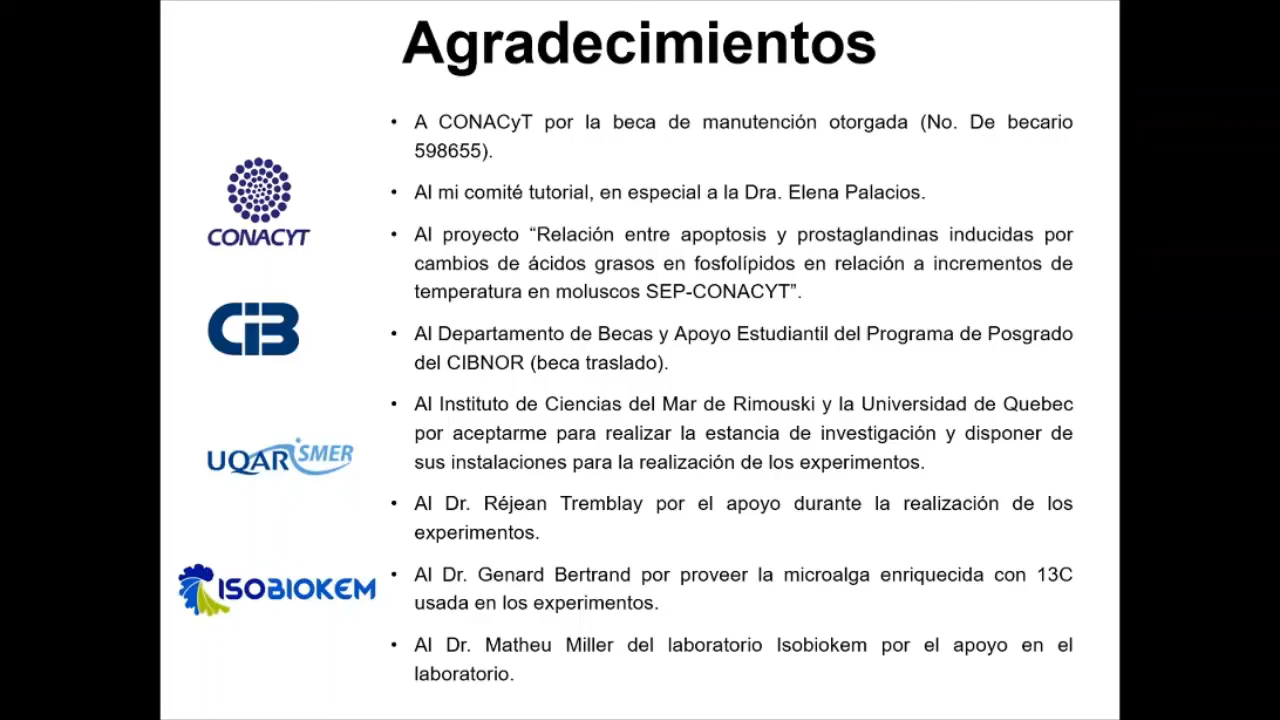 Agradecimientos
• A CONACyT por la beca de manutención otorgada (No. De becario
598655).
• Al mi comité tutorial, en especial a la Dra. Elena Palacios.
• Al proyecto “Relación entre apoptosis y prostaglandinas inducidas por
cambios de ácidos grasos en fosfolípidos en relación a incrementos de
temperatura en moluscos SEP-CONACYT”.
• Al Departamento de Becas y Apoyo Estudiantil del Programa de Posgrado
del CIBNOR (beca traslado).
• Al Instituto de Ciencias del Mar de Rimouski y la Universidad de Quebec
por aceptarme para realizar la estancia de investigación y disponer de
sus instalaciones para la realización de los experimentos.
• Al Dr. Réjean Tremblay por el apoyo durante la realización de los
experimentos.
• Al Dr. Genard Bertrand por proveer la microalga enriquecida con 13C
usada en los experimentos.
• Al Dr. Matheu Miller del laboratorio Isobiokem por el apoyo en el
laboratorio.
CONACYT
CIB
UQAR ISMER
ISOBIOKEM